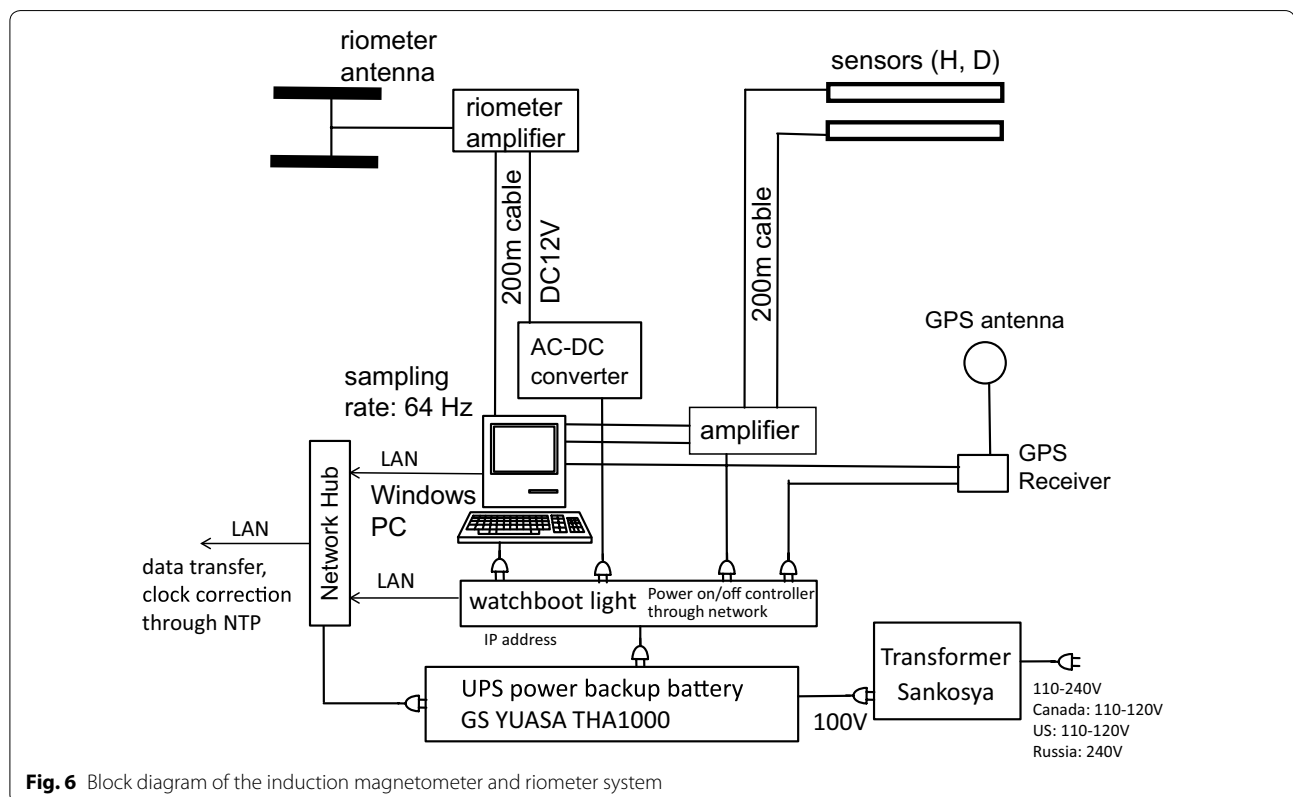 riometer
antenna
sensors (H, D)
riometer
amplifier
200m cable
DC12V
200m cable
GPS antenna
AC-DC
converter
sampling
rate: 64 Hz
amplifier
GPS
Receiver
Network Hub
LAN
Windows
PC
LAN
data transfer,
clock correction
through NTP
LAN
watchboot light
Power on/off controller
through network
IP address
UPS power backup battery
GS YUASA THA1000
100V
Transformer
Sankosya
110-240V
Canada: 110-120V
US: 110-120V
Russia: 240V
Fig. 6 Block diagram of the induction magnetometer and riometer system